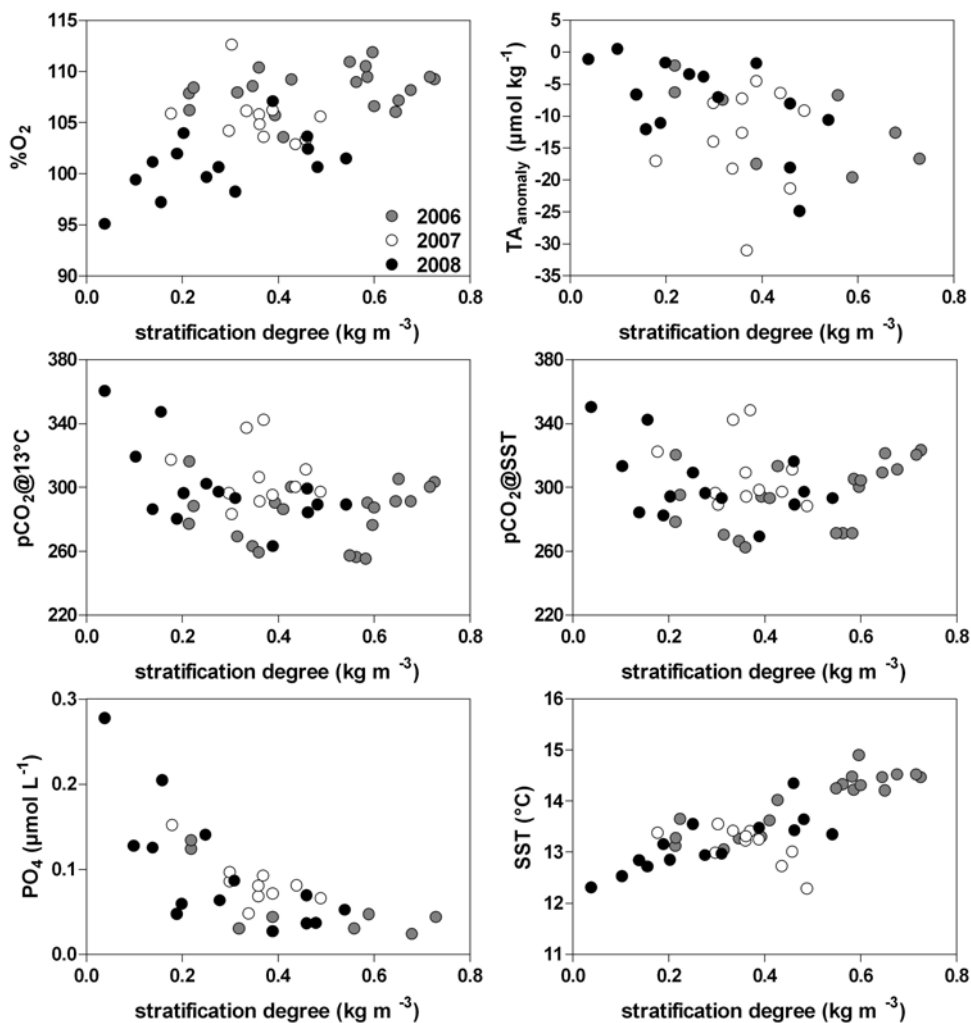 115
110
105
100
95
90
%O2
2006
2007
2008
0.0 0.2 0.4 0.6 0.8
stratification degree (kg m -3)
5
0
-5
-10
-15
-20
-25
-30
-35
TAanomaly (µmol kg-1)
0.0 0.2 0.4 0.6 0.8
stratification degree (kg m -3)
380
340
300
260
220
pCO2@13°C
0.0 0.2 0.4 0.6 0.8
stratification degree (kg m -3)
380
340
300
260
220
pCO2@SST
0.0 0.2 0.4 0.6 0.8
stratification degree (kg m -3)
0.3
0.2
0.1
0.0
PO4 (µmol L-1)
0.0 0.2 0.4 0.6 0.8
stratification degree (kg m -3)
16
15
14
13
12
11
SST (°C)
0.0 0.2 0.4 0.6 0.8
stratification degree (kg m -3)